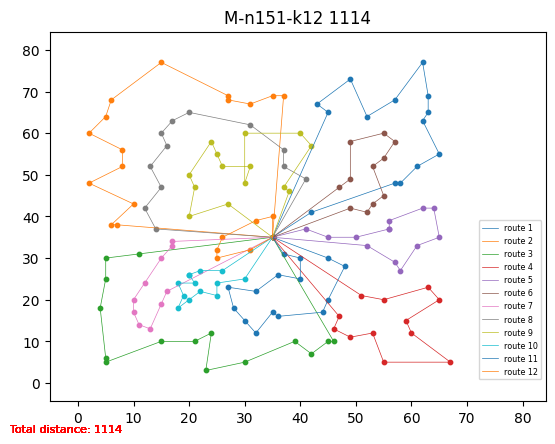 M-n151-k12 1114
80
70
60
50
40
30
20
10
0
0 10 20 30 40 50 60 70 80
route 1
route 2
route 3
route 4
route 5
route 6
route 7
route 8
route 9
route 10
route 11
route 12
Total distance: 1114